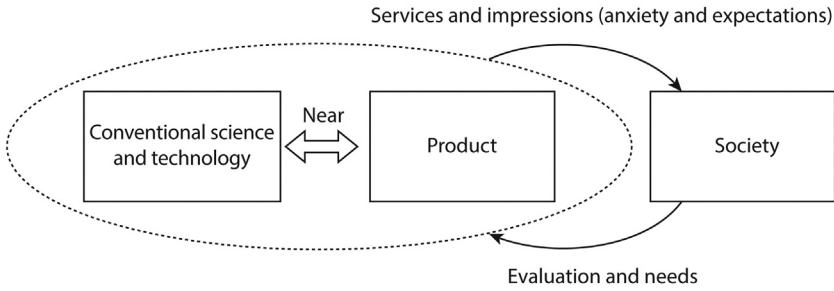 Services and impressions (anxiety and expectations)
Near
Conventional science
and technology
Product
Society
Evaluation and needs